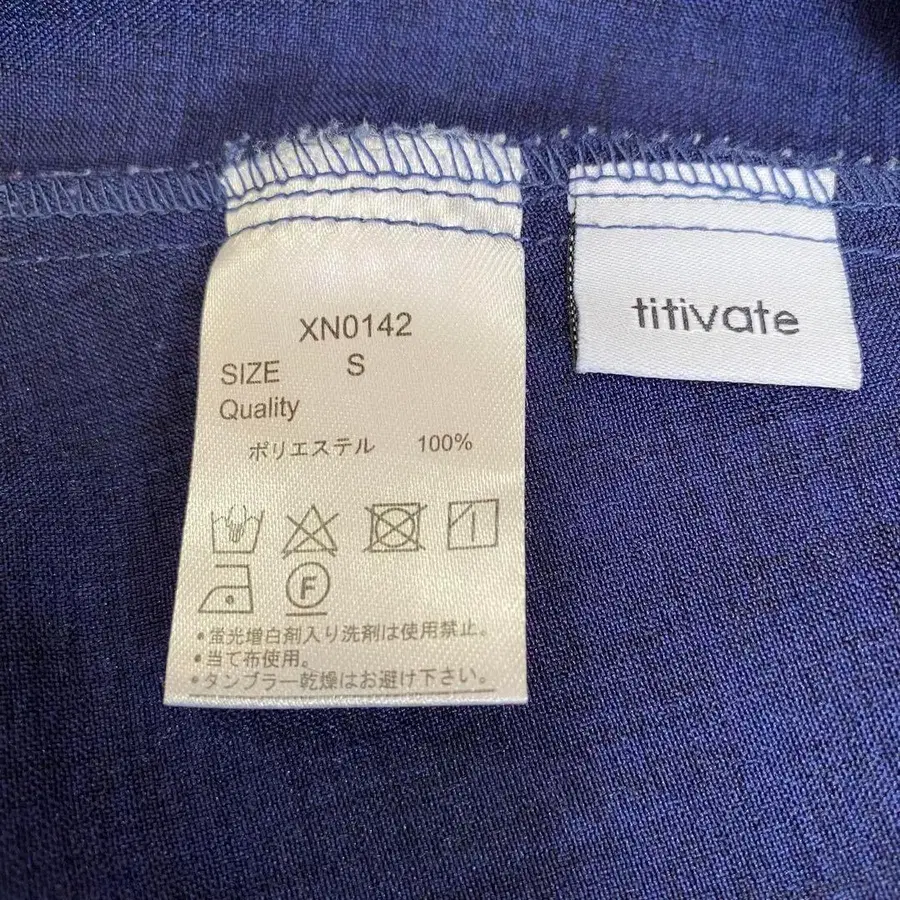 XN0142
SIZE S
Quality
ポリエステル 100%
F
•蛍光増白剤入り洗剤は使用禁止。
•当て布使用。
•タンブラー乾燥はお避け下さい。
titivate